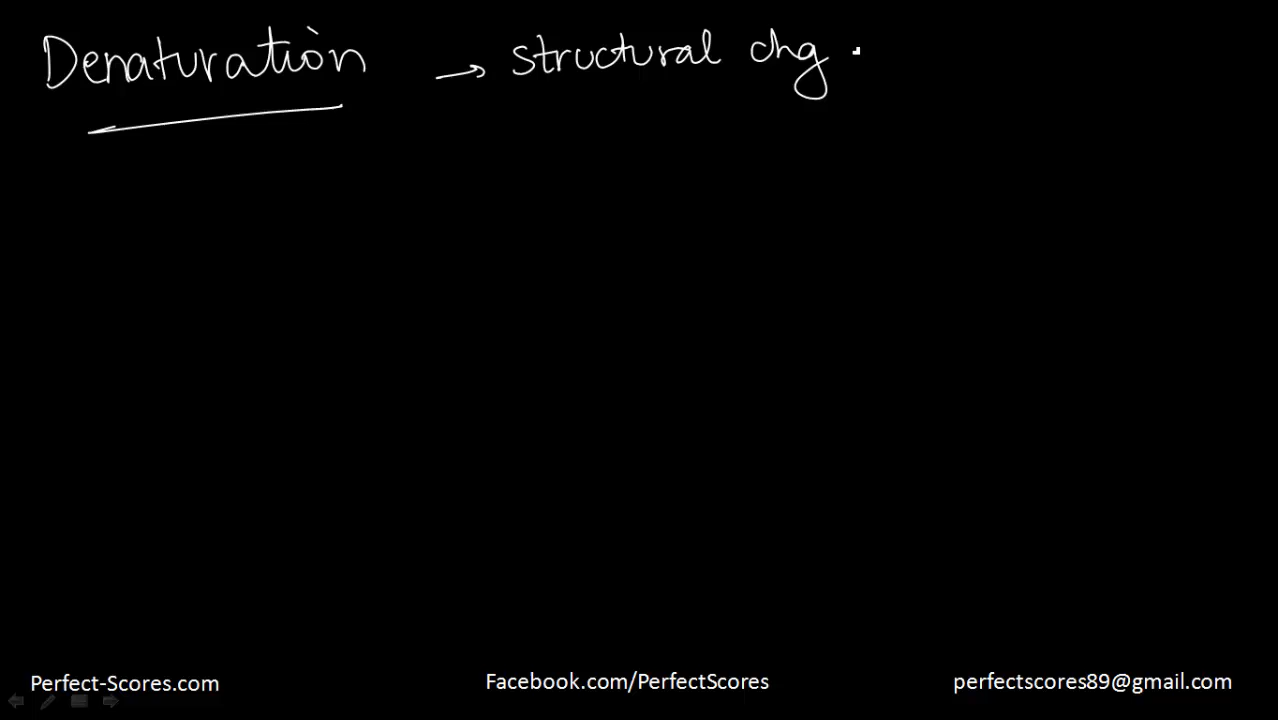 Denaturation → structural chg
Perfect-Scores.com Facebook.com/PerfectScores perfectscores89@gmail.com